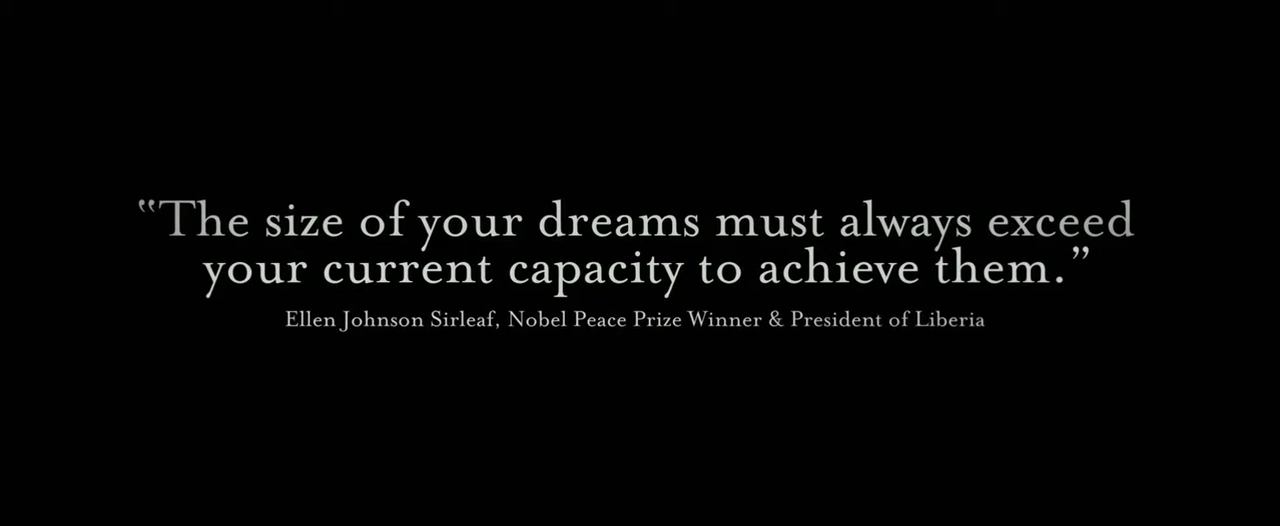 “The size of your dreams must always exceed
your current capacity to achieve them.”
Ellen Johnson Sirleaf, Nobel Peace Prize Winner & President of Liberia